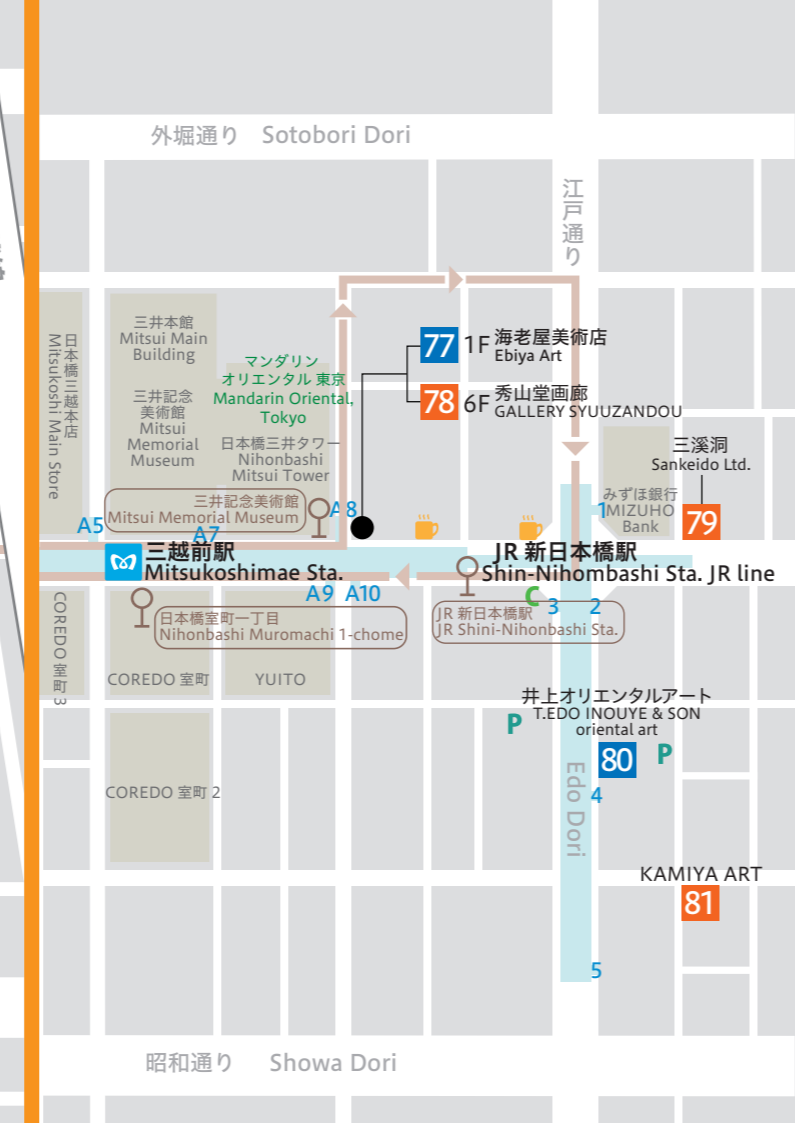 外堀通り Sotobori Dori
江戸通り
三井本館
Mitsui Main
Building
日本橋三越本店
Mitsukoshi Main Store
マンダリン
オリエンタル 東京
Mandarin Oriental,
Tokyo
77 1F 海老屋美術店
Ebiya Art
78 6F 秀山堂画廊
GALLERY SYUUZANDOU
三井記念
美術館
Mitsui
Memorial
Museum
日本橋三井タワー
Nihonbashi
Mitsui Tower
三溪洞
Sankeido Ltd.
79
みずほ銀行
MIZUHO
Bank
1
三井記念美術館
Mitsui Memorial Museum
A8
A5
A7
三越前駅
Mitsukoshimae Sta.
JR 新日本橋駅
Shin-Nihombashi Sta. JR line
A9 A10
C
3
2
日本橋室町一丁目
Nihonbashi Muromachi 1-chome
JR 新日本橋駅
JR Shini-Nihonbashi Sta.
COREDO 室町 3
COREDO 室町
YUITO
井上オリエンタルアート
T.EDO INOUYE & SON
oriental art
P
80
P
COREDO 室町 2
Edo Dori
4
KAMIYA ART
81
5
昭和通り Showa Dori